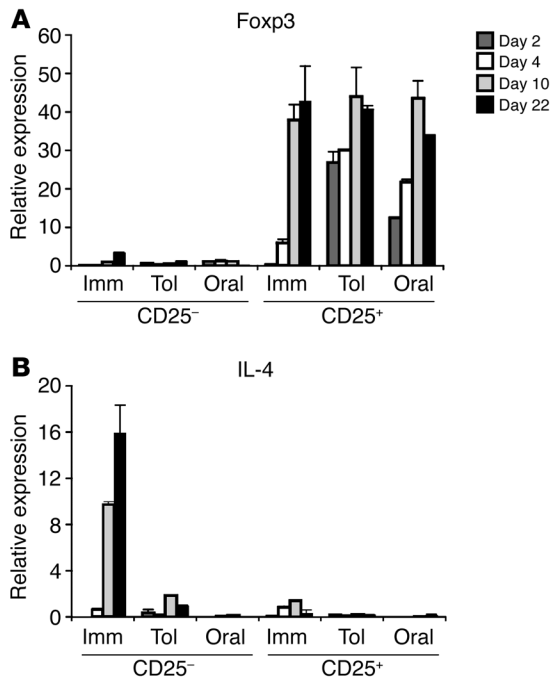 A
Foxp3
Day 2
Day 4
Day 10
Day 22
Relative expression
60
50
40
30
20
10
0
Imm Tol Oral Imm Tol Oral
CD25⁻ CD25⁺
B
IL-4
Relative expression
20
16
12
8
4
0
Imm Tol Oral Imm Tol Oral
CD25⁻ CD25⁺